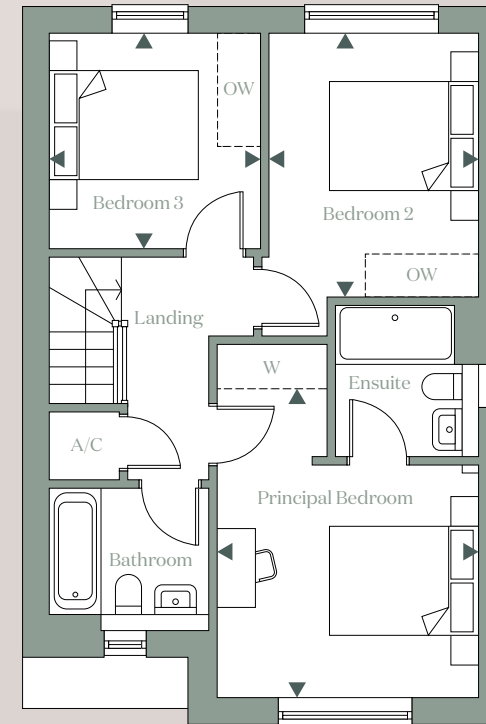 OW
Bedroom 3
Bedroom 2
OW
Landing
W
Ensuite
A/C
Principal Bedroom
Bathroom